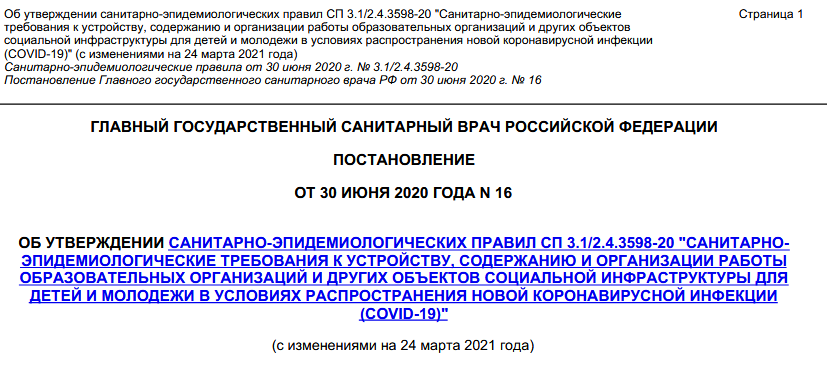 Об утверждении санитарно-эпидемиологических правил СП 3.1/2.4.3598-20 "Санитарно-эпидемиологические
Страница 1
требования к устройству, содержанию и организации работы образовательных организаций и других объектов
социальной инфраструктуры для детей и молодежи в условиях распространения новой коронавирусной инфекции
(COVID-19)" (с изменениями на 24 марта 2021 года)
Санитарно-эпидемиологические правила от 30 июня 2020 г. № 3.1/2.4.3598-20
Постановление Главного государственного санитарного врача РФ от 30 июня 2020 г. № 16
ГЛАВНЫЙ ГОСУДАРСТВЕННЫЙ САНИТАРНЫЙ ВРАЧ РОССИЙСКОЙ ФЕДЕРАЦИИ
ПОСТАНОВЛЕНИЕ
ОТ 30 ИЮНЯ 2020 ГОДА N 16
ОБ УТВЕРЖДЕНИИ САНИТАРНО-ЭПИДЕМИОЛОГИЧЕСКИХ ПРАВИЛ СП 3.1/2.4.3598-20 "САНИТАРНО-
ЭПИДЕМИОЛОГИЧЕСКИЕ ТРЕБОВАНИЯ К УСТРОЙСТВУ, СОДЕРЖАНИЮ И ОРГАНИЗАЦИИ РАБОТЫ
ОБРАЗОВАТЕЛЬНЫХ ОРГАНИЗАЦИЙ И ДРУГИХ ОБЪЕКТОВ СОЦИАЛЬНОЙ ИНФРАСТРУКТУРЫ ДЛЯ
ДЕТЕЙ И МОЛОДЕЖИ В УСЛОВИЯХ РАСПРОСТРАНЕНИЯ НОВОЙ КОРОНАВИРУСНОЙ ИНФЕКЦИИ
(COVID-19)"
(с изменениями на 24 марта 2021 года)